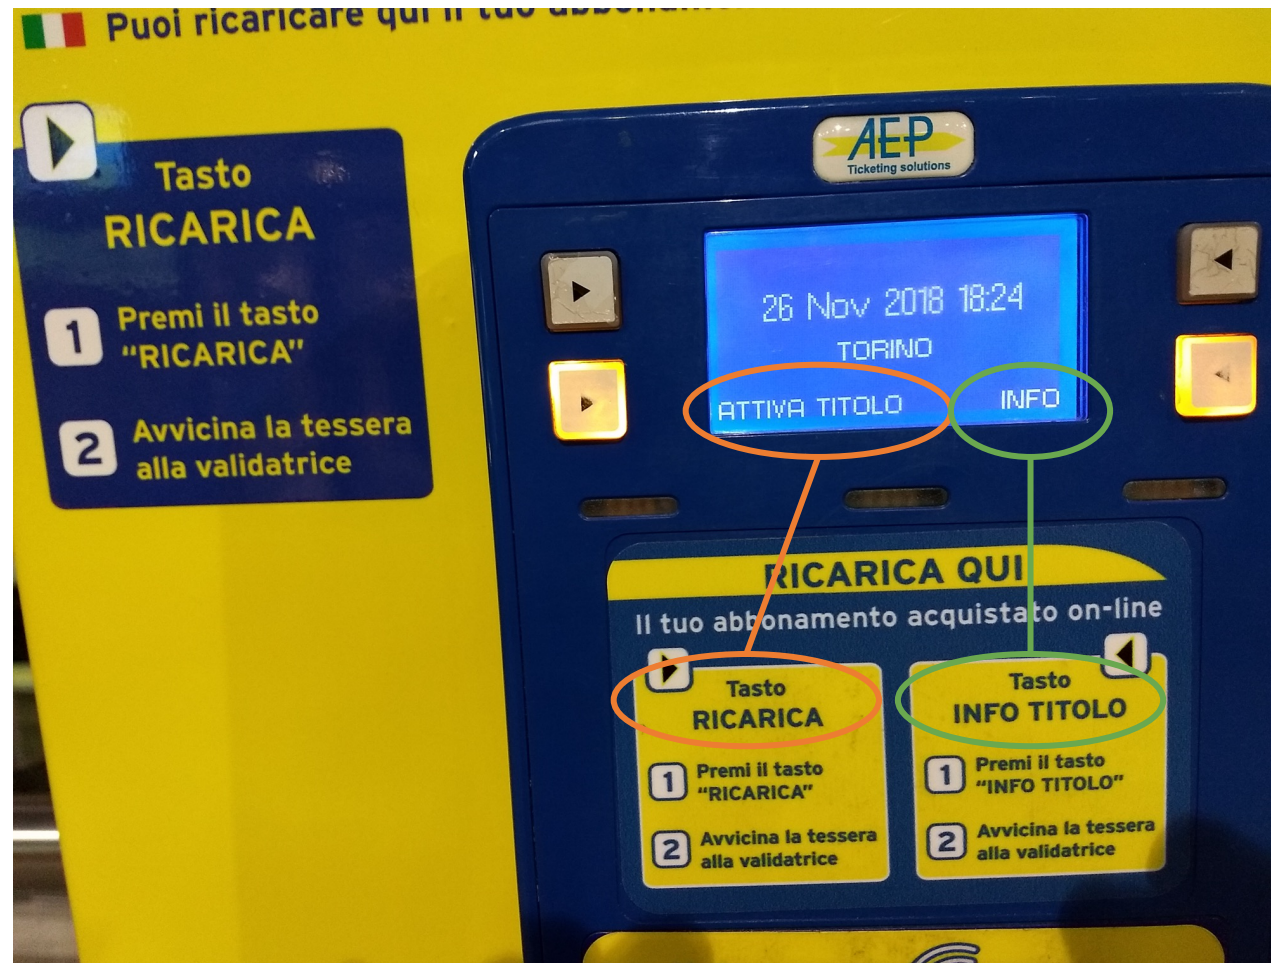 Puoi ricaricare qui il tuo
Tasto
RICARICA
1 Premi il tasto
"RICARICA"
2 Avvicina la tessera
alla validatrice
AEP
Ticketing solutions
26 Nov 2018 18:24
TORINO
ATTIVA TITOLO INFO
RICARICA QUI
Il tuo abbonamento acquistato on-line
Tasto
RICARICA
1 Premi il tasto
"RICARICA"
2 Avvicina la tessera
alla validatrice
Tasto
INFO TITOLO
1 Premi il tasto
"INFO TITOLO"
2 Avvicina la tessera
alla validatrice